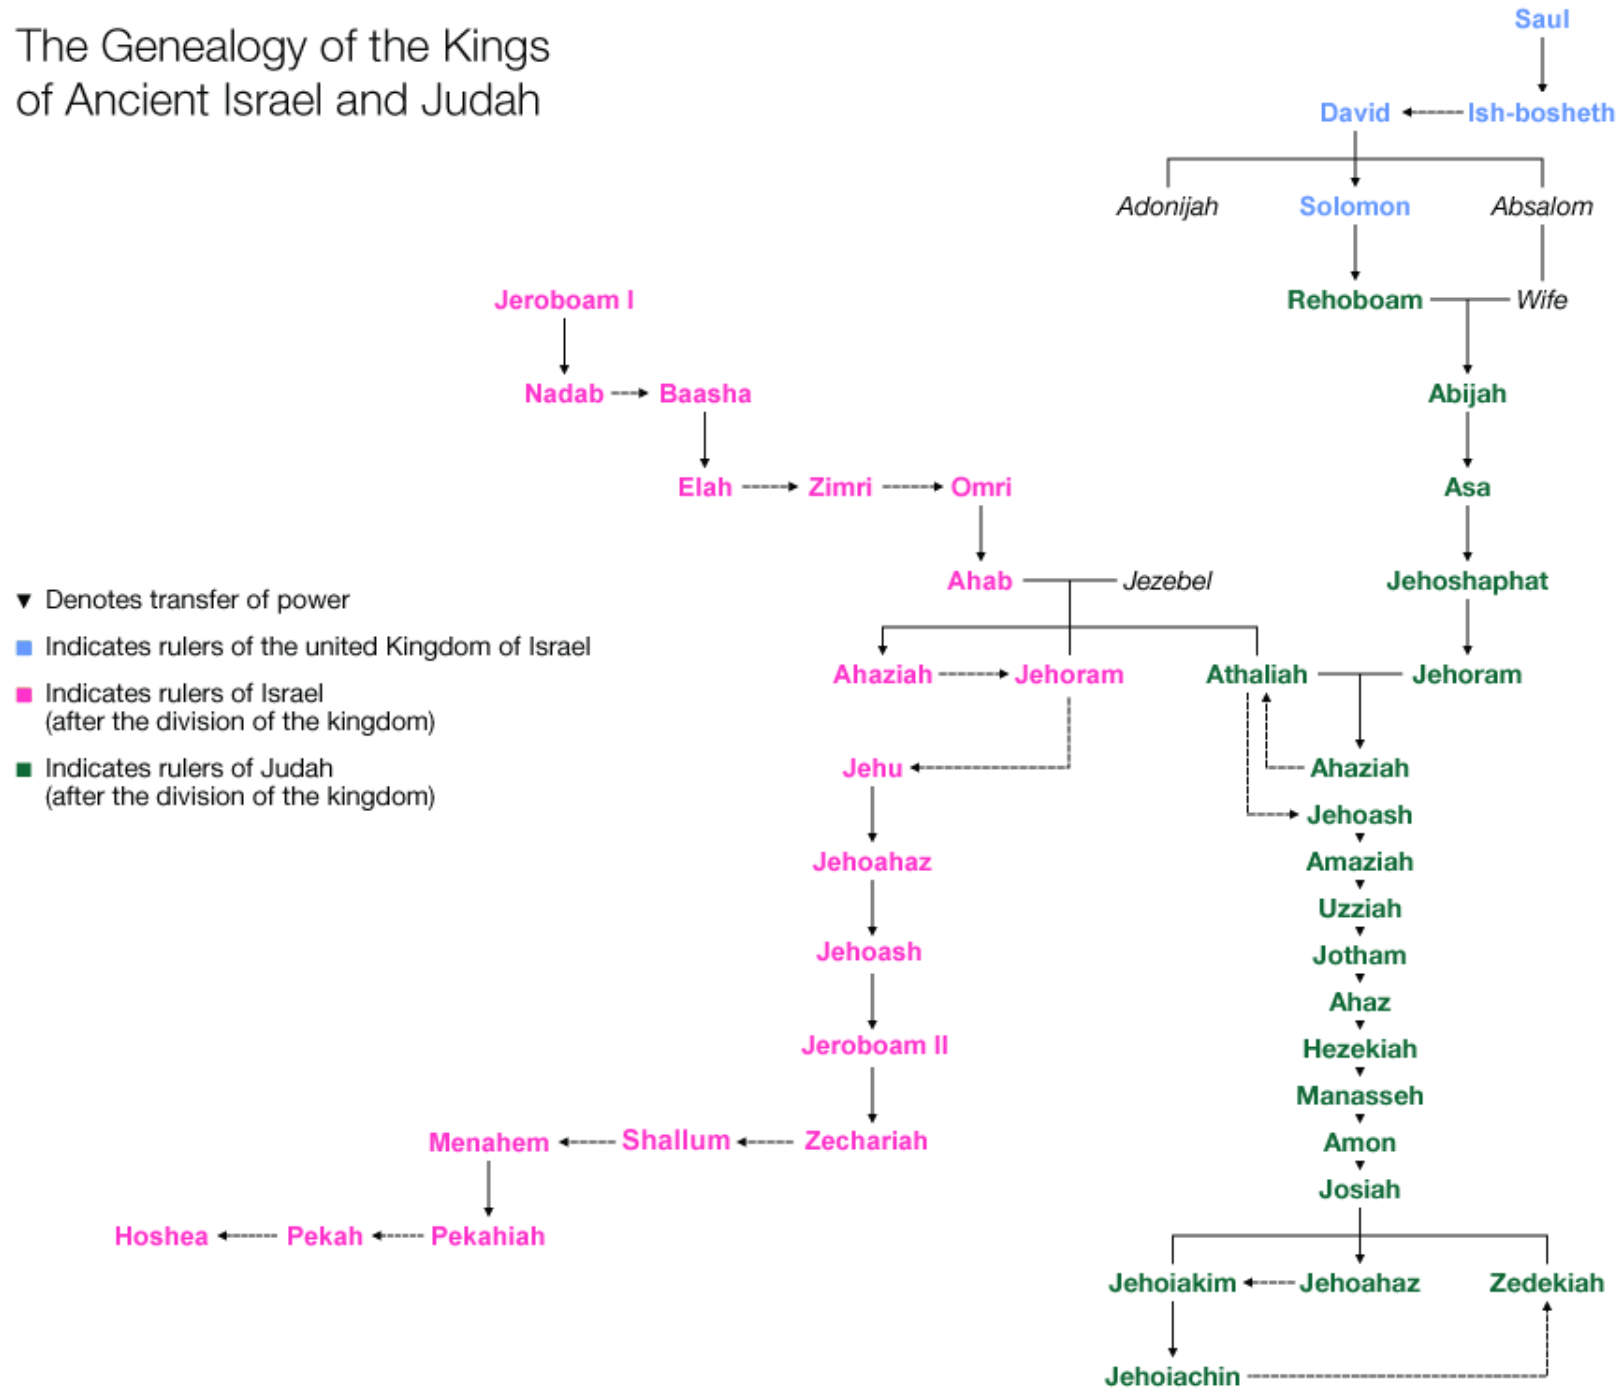 The Genealogy of the Kings
of Ancient Israel and Judah
Saul
David
Ish-bosheth
Adonijah
Solomon
Absalom
Jeroboam I
Rehoboam
Wife
Nadab
Baasha
Abijah
Elah
Zimri
Omri
Asa
Ahab
Jezebel
Jehoshaphat
Denotes transfer of power
Indicates rulers of the united Kingdom of Israel
Indicates rulers of Israel
(after the division of the kingdom)
Indicates rulers of Judah
(after the division of the kingdom)
Ahaziah
Jehoram
Athaliah
Jehoram
Jehu
Ahaziah
Jehoash
Jehoahaz
Amaziah
Uzziah
Jehoash
Jotham
Ahaz
Jeroboam II
Hezekiah
Manasseh
Menahem
Shallum
Zechariah
Amon
Josiah
Hoshea
Pekah
Pekahiah
Jehoiakim
Jehoahaz
Zedekiah
Jehoiachin